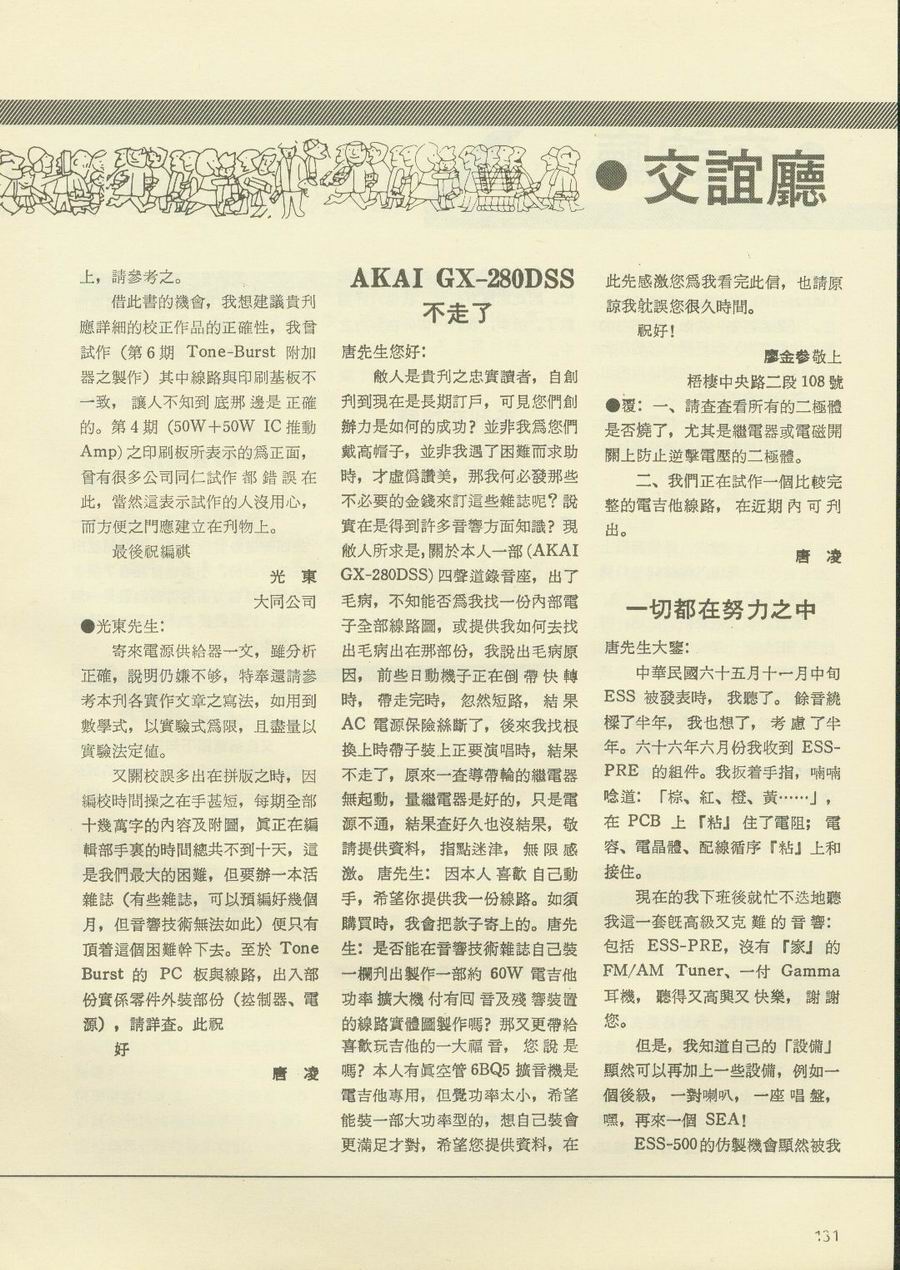 ●交誼廳
上，請參考之。
借此書的機會，我想建議貴刋
應詳細的校正作品的正確性，我曾
試作（第6期 Tone-Burst 附加
器之製作）其中線路與印刷基板不
一致，讓人不知到底那邊是正確
的。第4期（50W+50W IC推動
Amp）之印刷板所表示的爲正面，
曾有很多公司同仁試作都錯誤在
此，當然這表示試作的人沒用心，
而方便之門應建立在刋物上。
最後祝編祺
光 東
大同公司
●光東先生：
寄來電源供給器一文，雖分析
正確，說明仍嫌不够，特奉還請參
考本刋各實作文章之寫法，如用到
數學式，以實驗式爲限，且盡量以
實驗法定値。
又關校誤多出在拼版之時，因
編校時間操之在手甚短，每期全部
十幾萬字的內容及附圖，眞正在編
輯部手裏的時間總共不到十天，這
是我們最大的困難，但要辦一本活
雜誌（有些雜誌，可以預編好幾個
月，但音響技術無法如此）便只有
頂着這個困難幹下去。至於 Tone
Burst 的 PC 板與線路，出入部
份實係零件外裝部份（控制器、電
源），請詳查。此祝
好
唐 凌
AKAI GX-280DSS
不走了
唐先生您好：
敝人是貴刋之忠實讀者，自創
刋到現在是長期訂戶，可見您們創
辦力是如何的成功？並非我爲您們
戴高帽子，並非我遇了困難而求助
時，才虛僞讚美，那我何必發那些
不必要的金錢來訂這些雜誌呢？說
實在是得到許多音響方面知識？現
敝人所求是，關於本人一部（AKAI
GX-280DSS）四聲道錄音座，出了
毛病，不知能否爲我找一份內部電
子全部線路圖，或提供我如何去找
出毛病出在那部份，我說出毛病原
因，前些日動機子正在倒帶快轉
時，帶走完時，忽然短路，結果
AC 電源保險絲斷了，後來我找根
換上時帶子裝上正要演唱時，結果
不走了，原來一查導帶輪的繼電器
無起動，量繼電器是好的，只是電
源不通，結果查好久也沒結果，敬
請提供資料，指點迷津，無限感
激。唐先生：因本人喜歡自己動
手，希望你提供我一份線路。如須
購買時，我會把款子寄上的。唐先
生：是否能在音響技術雜誌自己裝
一欄刋出製作一部約 60W 電吉他
功率擴大機付有囘音及殘響裝置
的線路實體圖製作嗎？那又更帶給
喜歡玩吉他的一大福音，您說是
嗎？本人有眞空管6BQ5擴音機是
電吉他專用，但覺功率太小，希望
能裝一部大功率型的，想自己裝會
更滿足才對，希望您提供資料，在
此先感激您爲我看完此信，也請原
諒我躭誤您很久時間。
祝好！
廖金參敬上
梧棲中央路二段108號
●覆：一、請查查看所有的二極體
是否燒了，尤其是繼電器或電磁開
關上防止逆擊電壓的二極體。
二、我們正在試作一個比較完
整的電吉他線路，在近期內可刋
出。
唐 凌
一切都在努力之中
唐先生大鑒：
中華民國六十五月十一月中旬
ESS 被發表時，我聽了。餘音繞
樑了半年，我也想了，考慮了半
年。六十六年六月份我收到 ESS-
PRE 的組件。我扳着手指，喃喃
唸道：「棕、紅、橙、黃……」，
在 PCB 上『粘』住了電阻；電
容、電晶體、配線循序『粘』上和
接住。
現在的我下班後就忙不迭地聽
我這一套旣高級又克難的音響：
包括 ESS-PRE，沒有『家』的
FM/AM Tuner、一付 Gamma
耳機，聽得又高興又快樂，謝謝
您。
但是，我知道自己的「設備」
顯然可以再加上一些設備，例如一
個後級，一對喇叭，一座唱盤，
嘿，再來一個 SEA！
ESS-500的仿製機會顯然被我
131